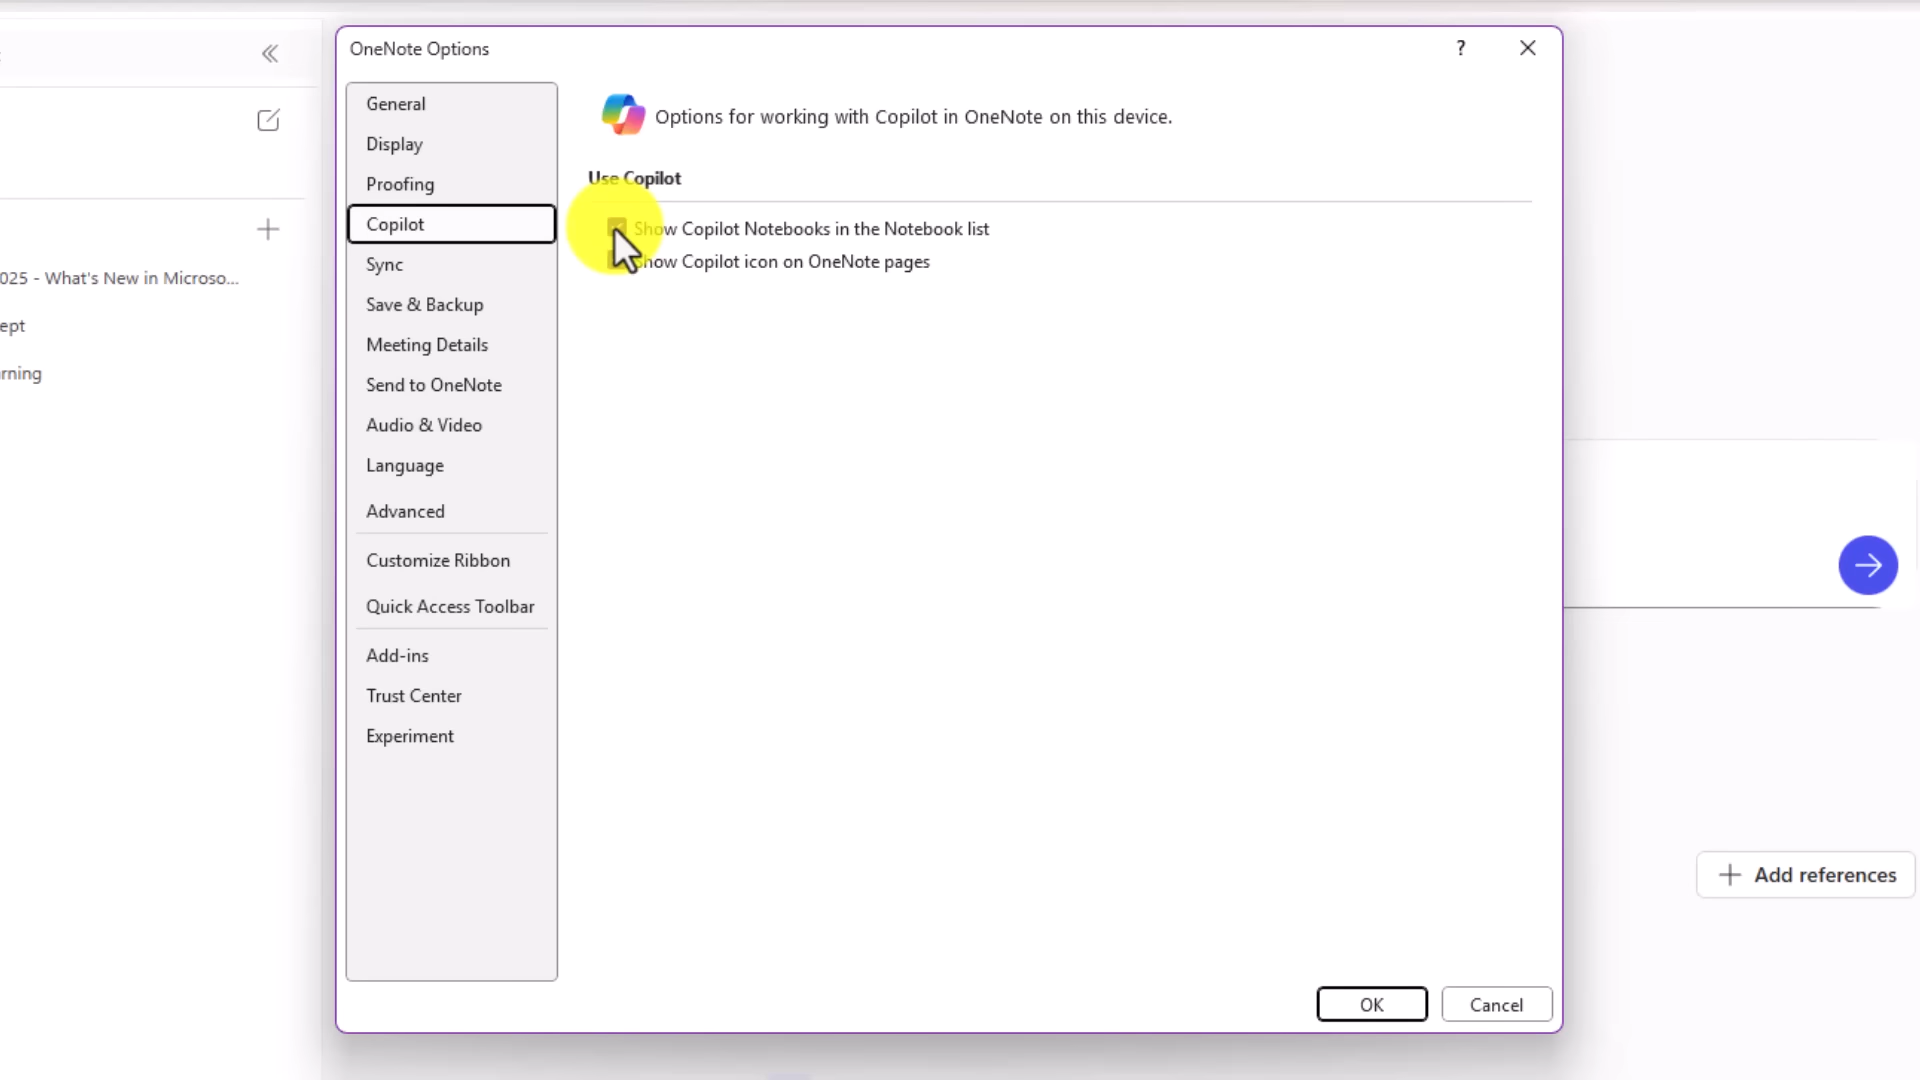 OneNote Options
?
General
Display
Proofing
Copilot
Sync
Save & Backup
Meeting Details
Send to OneNote
Audio & Video
Language
Advanced
Customize Ribbon
Quick Access Toolbar
Add-ins
Trust Center
Experiment
Options for working with Copilot in OneNote on this device.
Use Copilot
Show Copilot Notebooks in the Notebook list
Show Copilot icon on OneNote pages
OK
Cancel
025 - What's New in Microso...
ept
rning
Add references